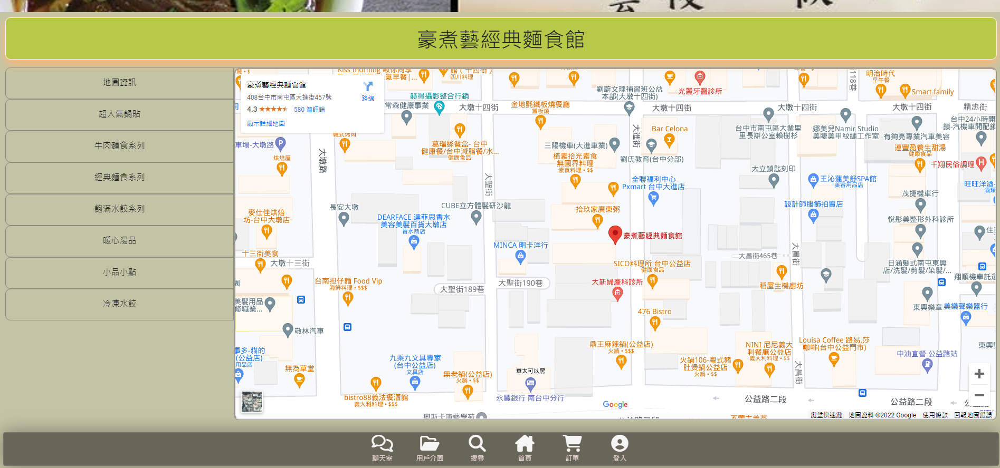 豪煮藝經典麵食館
地圖資訊
超人氣鍋貼
牛肉麵食系列
經典麵食系列
飽滿水餃系列
暖心湯品
小品小點
冷凍水餃
豪煮藝經典麵食館
408台中市南屯區大進街457號
4.3
580 篇評論
顯示詳細地圖
路線
四川料理
赫得攝影整合行銷
常森健康事業
大墩十四街
金地氈鐵板燒餐廳
鐵板燒
劉蔚文理補習班公益
本部(大墩十四街)
光麗牙醫診所
大墩十四街
大墩十四街
明治時代
早午餐
Smart family
大墩十四街
精忠街
車場-大墩路
烘焙屋
韓式烤肉
大墩路
葛瑞絲餐盒- 台中
健康餐/台中減脂餐/水...
健康食品
大聖街
三陽機車(大進車業)
植素拾光素食
無國界料理
素食料理 • $$
大進街
Bar Celona
劉氏教育(台中分部)
全聯福利中心
Pxmart 台中大進店
台中市南屯區大業里
里長辦公室賴樹杉
娜美兒Namir Studio
美睫美甲紋繡工作室
有夠亮專業汽車美容
台中24小時開
鎖-汽機車開配鎖
連豐盈養生甜湯
健康食品
千翔民俗調理
大立鎖匙刻印
王沁蓮美舒SPA館
美容用品店
旺旺洋酒-
茂捷機車行
設計師服飾拍賣店
悅彤美整形外科診所
長安大墩
麥仕佳烘焙
坊-台中大墩店
DEARFACE 達菲思香水
美容美髮百貨大墩店
香水商店
CUBE立方體髮研沙龍
拾玖家廣東粥
豪煮藝經典麵食館
MINCA 明卡洋行
十三街美食
大墩十三街
大昌街465巷
大昌街
SICO料理所 台中公益店
健康食品
日涵髮式南屯東興
店/洗髮/剪髮/染髮/...
台南担仔麵 Food Vip
海鮮料理 • $$$
大聖街189巷
大聖街190巷
大新婦產科診所
稻屋生機廚坊
翔順機車託運
美髮用品
修職業...
敬林汽車
476 Bistro
東興樂章
美樂聲樂器行
事多-貓的
(公益店)
用品店
無為草堂
九乘九文具專家
(台中公益店)
文具店
無老鍋(公益店)
火鍋 • $$
華太可以居
永豐銀行 南台中分行
bistro88義法餐酒館
義大利料理 • $$$
鼎王麻辣鍋(公益店)
火鍋 • $$$
火鍋106-粵式豬
肚煲鍋公益店
火鍋 • $$
NINI 尼尼義大
利餐廳公益店
義大利料理 • $$
Louisa Coffee 路易.莎
咖啡(台中公益門市)
大昌街
中油直營 公益路站
東興
公益路二段
公益路二段
奧斯卡演藝學苑
Google
鍵盤快速鍵
地圖資料 ©2022 Google
使用條款
回報地圖錯誤
聊天室
用戶介面
搜尋
首頁
訂單
登入